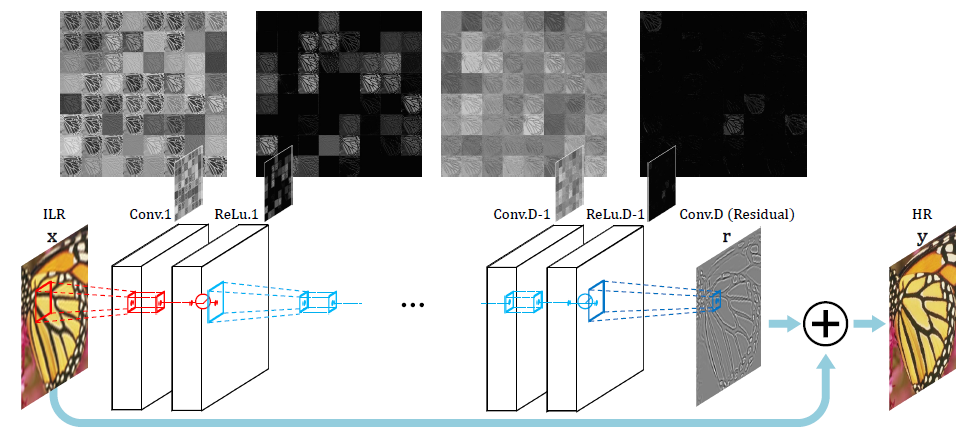 ILR
x
Conv.1
ReLu.1
Conv.D-1
ReLu.D-1
Conv.D (Residual)
r
HR
y
...